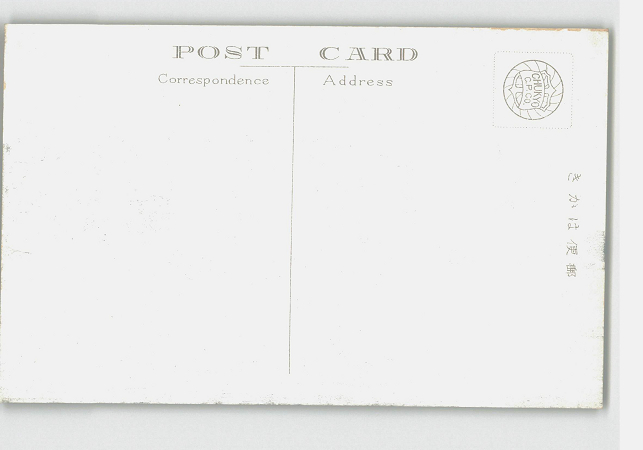 POST CARD
Correspondence
Address
CHUKYO
C.P.CO.
きかは便郵